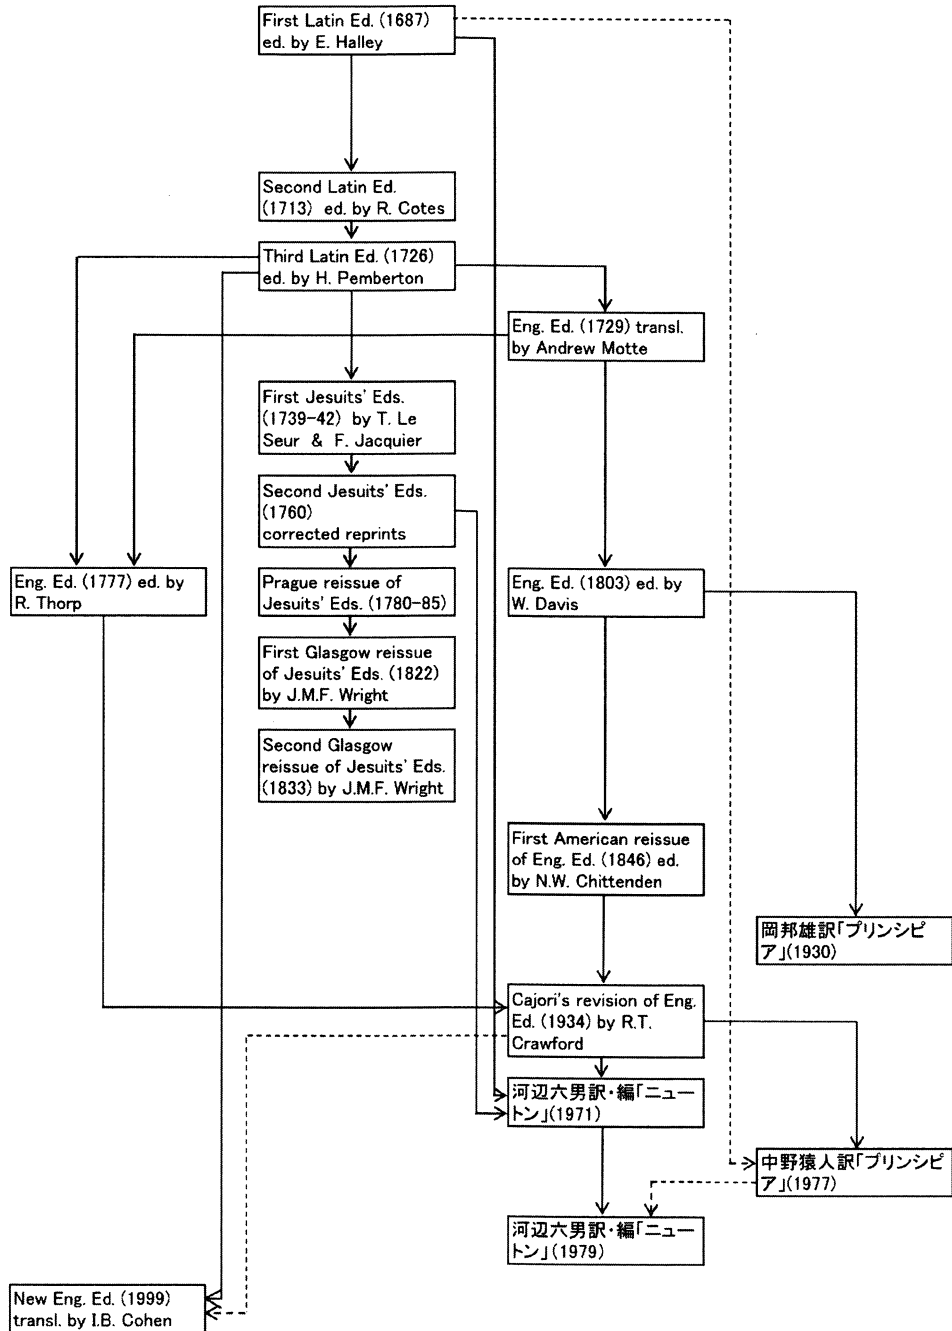 First Latin Ed. (1687)
ed. by E. Halley
Second Latin Ed.
(1713) ed. by R. Cotes
Third Latin Ed. (1726)
ed. by H. Pemberton
Eng. Ed. (1729) transl.
by Andrew Motte
First Jesuits' Eds.
(1739-42) by T. Le
Seur & F. Jacquier
Second Jesuits' Eds.
(1760)
corrected reprints
Eng. Ed. (1777) ed. by
R. Thorp
Prague reissue of
Jesuits' Eds. (1780-85)
Eng. Ed. (1803) ed. by
W. Davis
First Glasgow reissue
of Jesuits' Eds. (1822)
by J.M.F. Wright
Second Glasgow
reissue of Jesuits' Eds.
(1833) by J.M.F. Wright
First American reissue
of Eng. Ed. (1846) ed.
by N.W. Chittenden
岡邦雄訳「プリンシピ
ア」(1930)
Cajori's revision of Eng.
Ed. (1934) by R.T.
Crawford
河辺六男訳・編「ニュー
トン」(1971)
中野猿人訳「プリンシピ
ア」(1977)
河辺六男訳・編「ニュー
トン」(1979)
New Eng. Ed. (1999)
transl. by I.B. Cohen